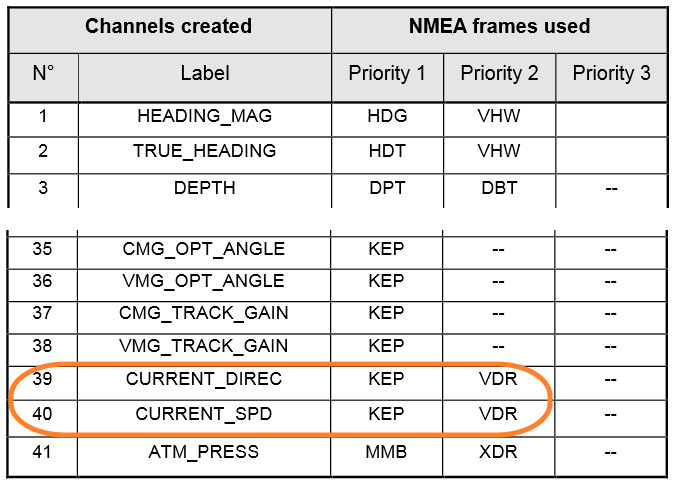 Channels created NMEA frames used
N° Label Priority 1 Priority 2 Priority 3
1 HEADING_MAG HDG VHW
2 TRUE_HEADING HDT VHW
3 DEPTH DPT DBT --
35 CMG_OPT_ANGLE KEP -- --
36 VMG_OPT_ANGLE KEP -- --
37 CMG_TRACK_GAIN KEP -- --
38 VMG_TRACK_GAIN KEP -- --
39 CURRENT_DIREC KEP VDR --
40 CURRENT_SPD KEP VDR --
41 ATM_PRESS MMB XDR --